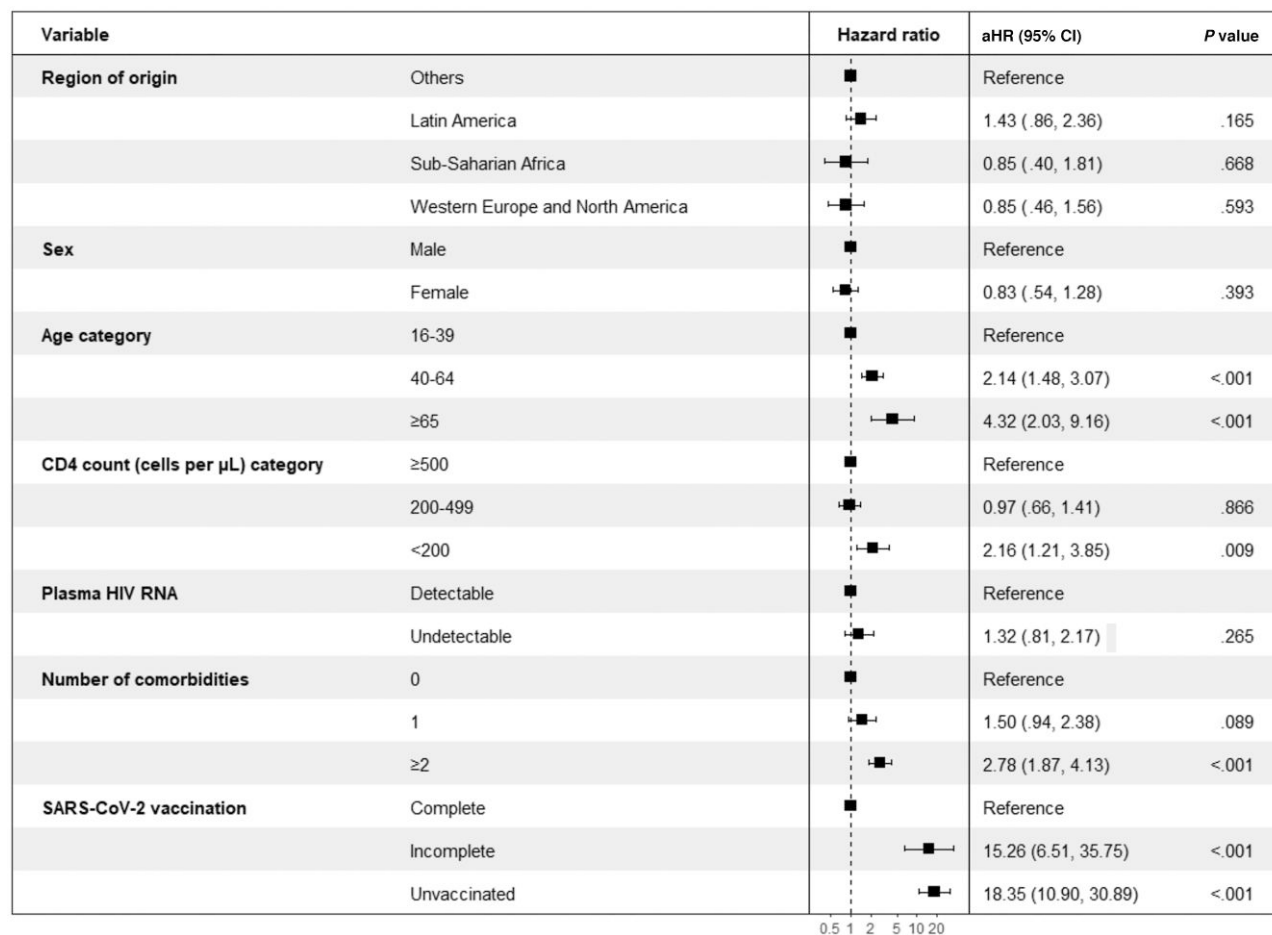 Variable Hazard ratio aHR (95% CI) P value
Region of origin Others Reference
Latin America 1.43 (.86, 2.36) .165
Sub-Saharian Africa 0.85 (.40, 1.81) .668
Western Europe and North America 0.85 (.46, 1.56) .593
Sex Male Reference
Female 0.83 (.54, 1.28) .393
Age category 16-39 Reference
40-64 2.14 (1.48, 3.07) <.001
≥65 4.32 (2.03, 9.16) <.001
CD4 count (cells per μL) category ≥500 Reference
200-499 0.97 (.66, 1.41) .866
<200 2.16 (1.21, 3.85) .009
Plasma HIV RNA Detectable Reference
Undetectable 1.32 (.81, 2.17) .265
Number of comorbidities 0 Reference
1 1.50 (.94, 2.38) .089
≥2 2.78 (1.87, 4.13) <.001
SARS-CoV-2 vaccination Complete Reference
Incomplete 15.26 (6.51, 35.75) <.001
Unvaccinated 18.35 (10.90, 30.89) <.001
0.5 1 2 5 10 20